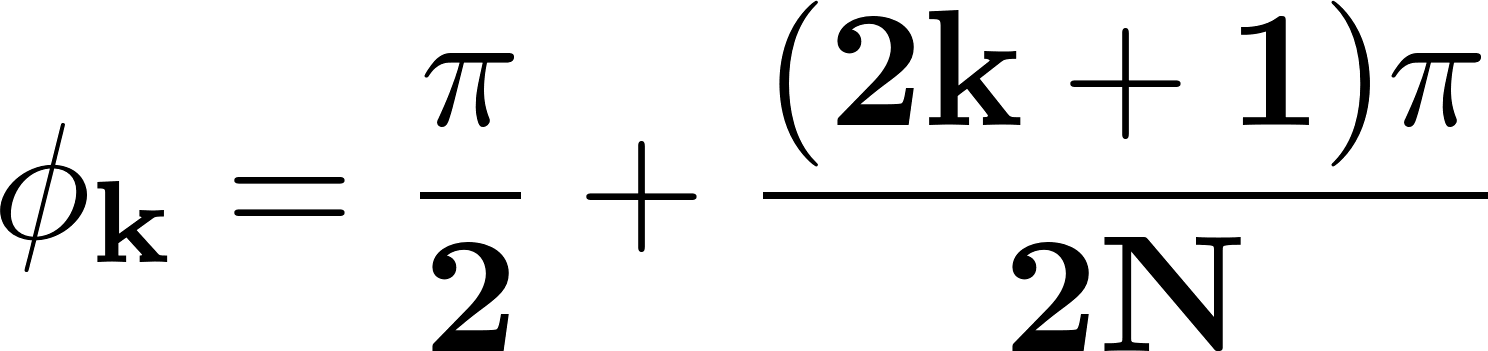 ϕₖ = π/2 + (2k + 1)π/2N